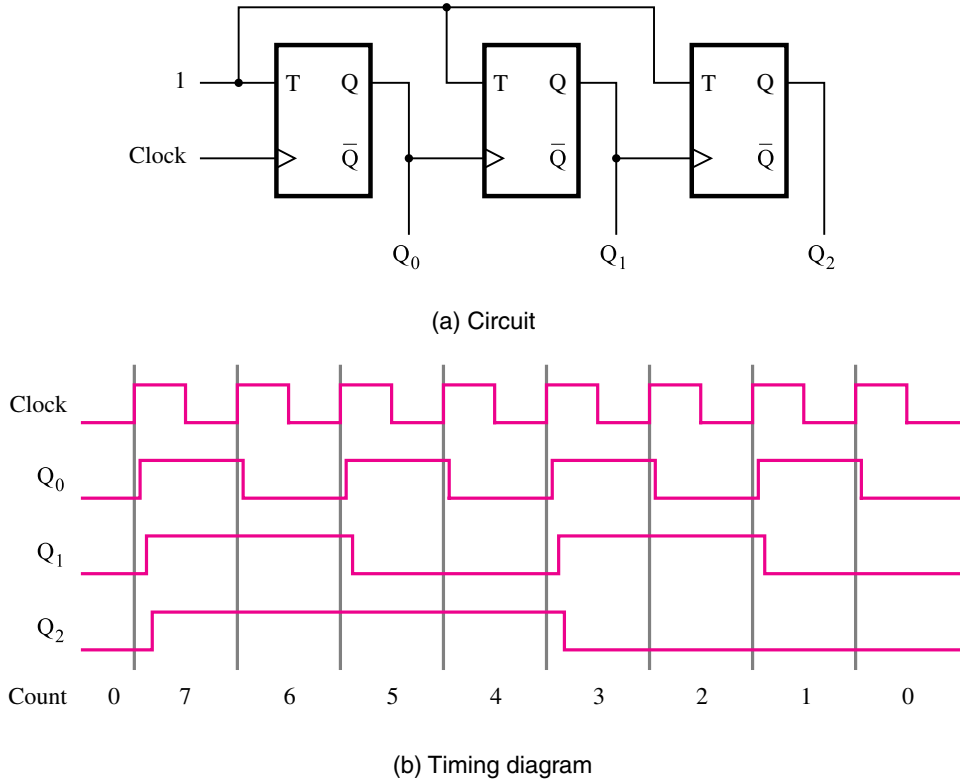 1 T Q T Q T Q
Clock Q̅ Q̅ Q̅
Q₀ Q₁ Q₂
(a) Circuit
Clock
Q₀
Q₁
Q₂
Count 0 7 6 5 4 3 2 1 0
(b) Timing diagram